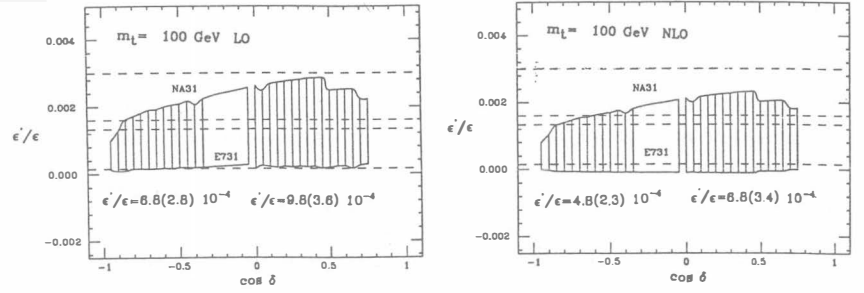 m_t= 100 GeV LO
0.004
NA31
0.002
ε'/ε
E731
0.000
ε'/ε=6.8(2.8) 10^-4 ε'/ε=9.8(3.6) 10^-4
-0.002
-1 -0.5 0 0.5 1
cos δ
m_t= 100 GeV NLO
0.004
NA31
0.002
ε'/ε
E731
0.000
ε'/ε=4.8(2.3) 10^-4 ε'/ε=6.8(3.4) 10^-4
-0.002
-1 -0.5 0 0.5 1
cos δ